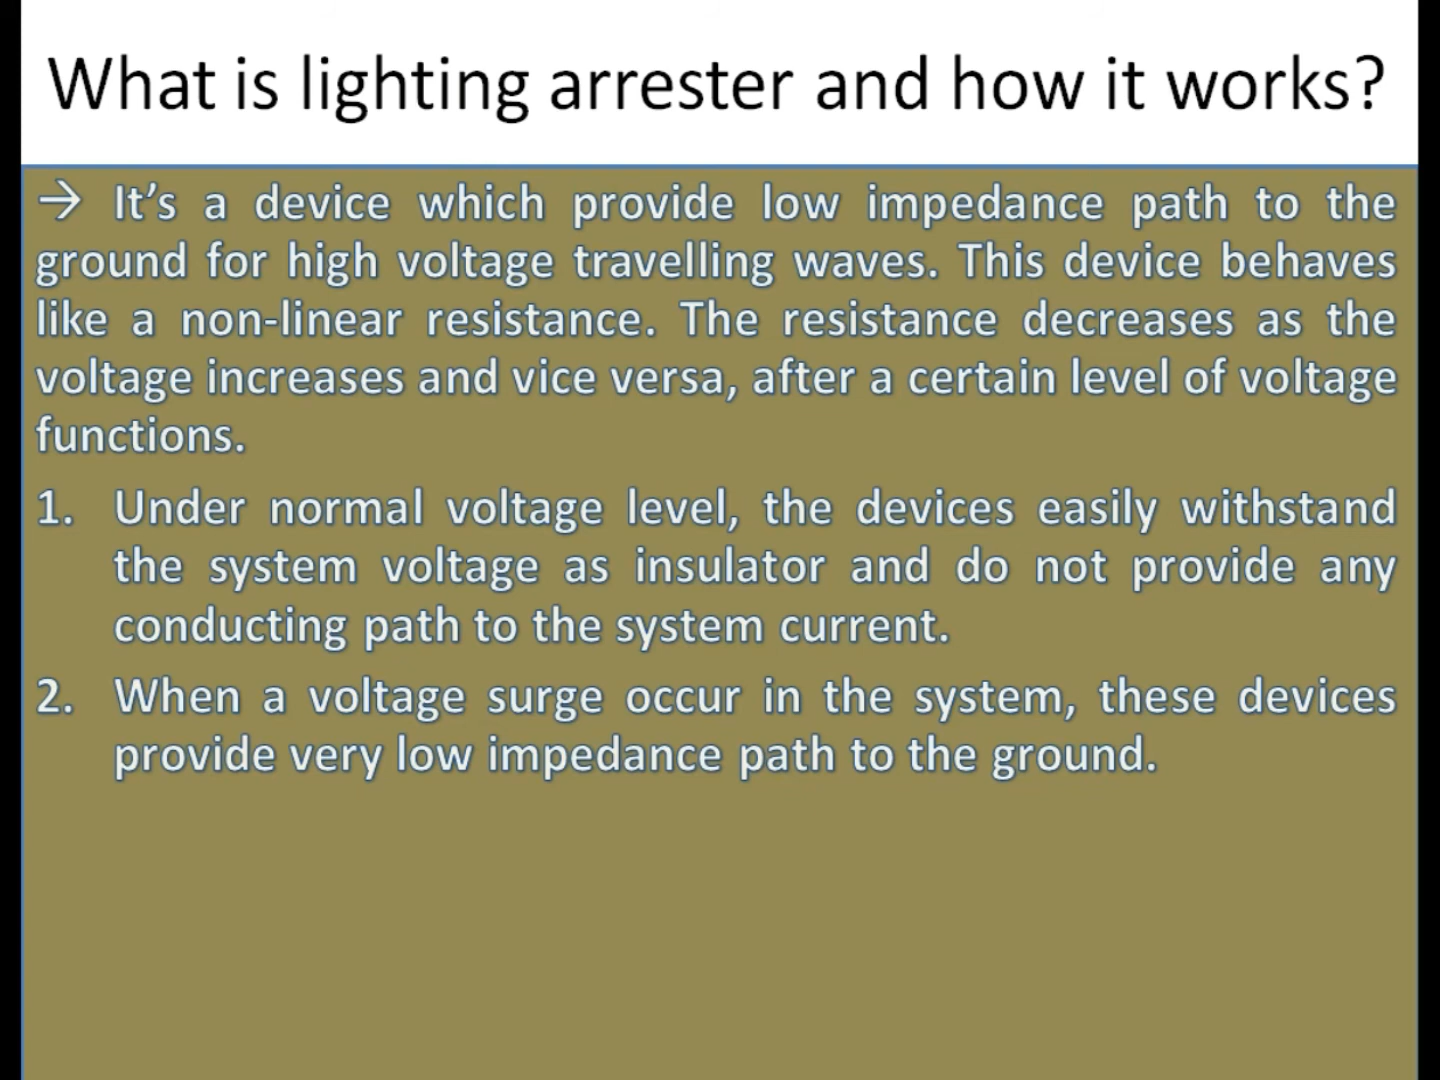 What is lighting arrester and how it works?
→ It’s a device which provide low impedance path to the
ground for high voltage travelling waves. This device behaves
like a non-linear resistance. The resistance decreases as the
voltage increases and vice versa, after a certain level of voltage
functions.
1. Under normal voltage level, the devices easily withstand
the system voltage as insulator and do not provide any
conducting path to the system current.
2. When a voltage surge occur in the system, these devices
provide very low impedance path to the ground.